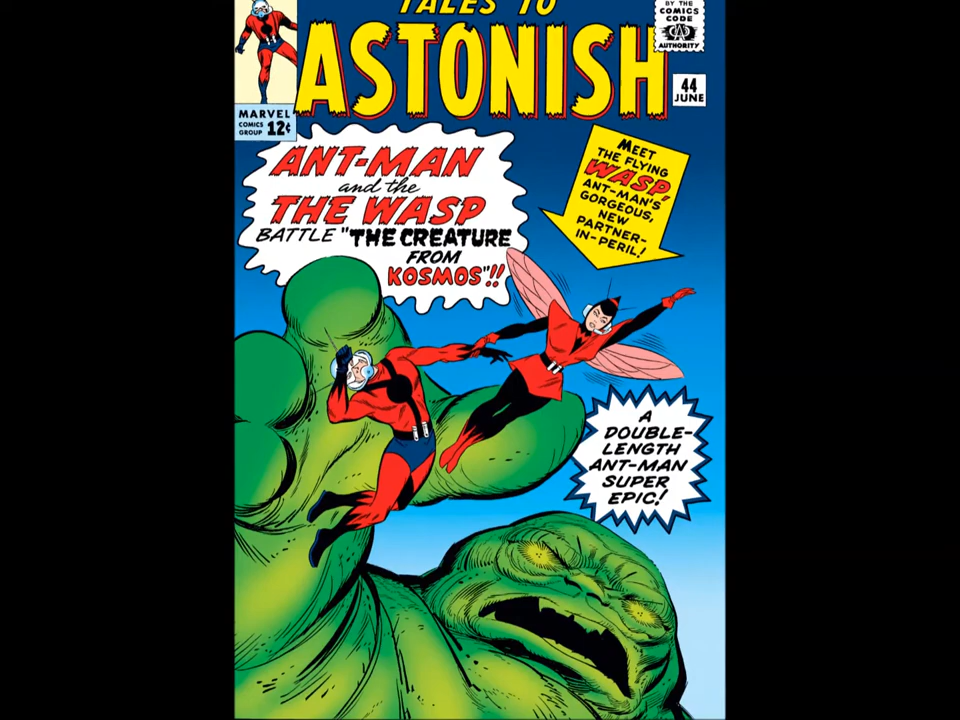 TALES TO
ASTONISH
BY THE
COMICS
CODE
CA
AUTHORITY
44
JUNE
MARVEL
COMICS
GROUP 12¢
ANT-MAN
and the
THE WASP
BATTLE "THE CREATURE
FROM
KOSMOS"!!
MEET
THE FLYING
WASP,
ANT-MAN'S
GORGEOUS,
NEW
PARTNER-
IN-PERIL!
A
DOUBLE-
LENGTH
ANT-MAN
SUPER
EPIC!